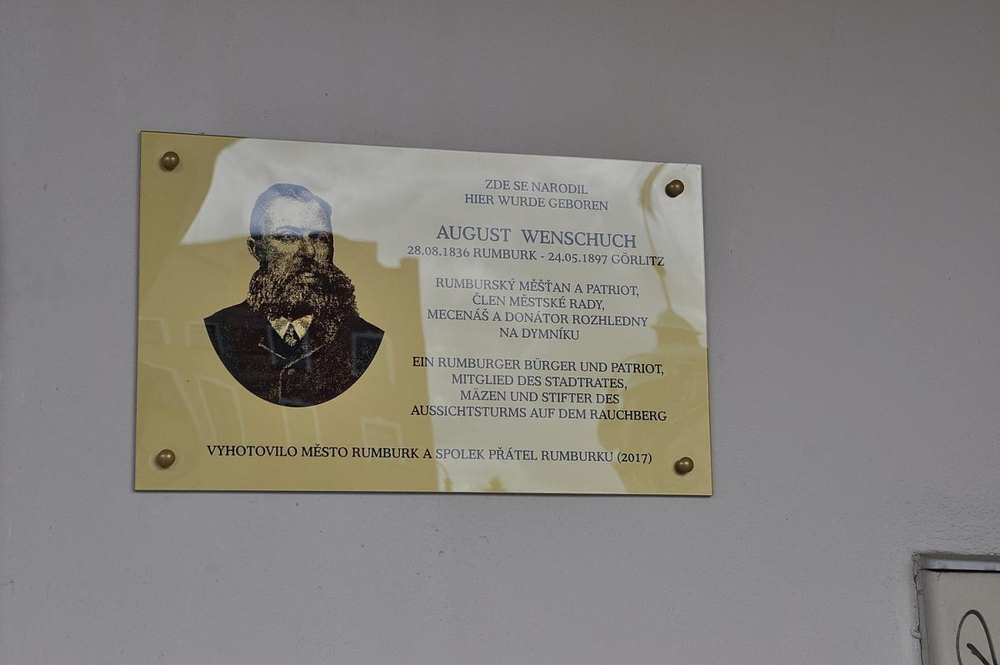 ZDE SE NARODIL
HIER WURDE GEBOREN
AUGUST WENSCHUCH
28.08.1836 RUMBURK - 24.05.1897 GÖRLITZ
RUMBURSKÝ MĚŠŤAN A PATRIOT,
ČLEN MĚSTSKÉ RADY,
MECENÁŠ A DONÁTOR ROZHLEDNY
NA DYMNÍKU
EIN RUMBURGER BÜRGER UND PATRIOT,
MITGLIED DES STADTRATES,
MÄZEN UND STIFTER DES
AUSSICHTSTURMS AUF DEM RAUCHBERG
VYHOTOVILO MĚSTO RUMBURK A SPOLEK PŘÁTEL RUMBURKU (2017)